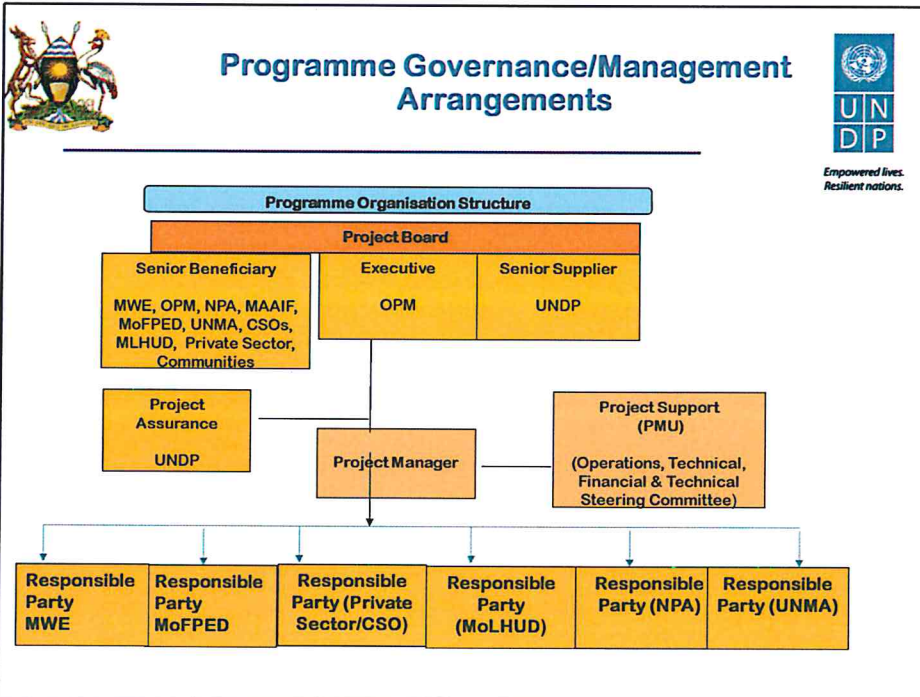 Programme Governance/Management
Arrangements
U N
D P
Empowered lives.
Resilient nations.
Programme Organisation Structure
Project Board
Senior Beneficiary
MWE, OPM, NPA, MAAIF,
MoFPED, UNMA, CSOs,
MLHUD, Private Sector,
Communities
Executive
OPM
Senior Supplier
UNDP
Project
Assurance
UNDP
Project Manager
Project Support
(PMU)
(Operations, Technical,
Financial & Technical
Steering Committee)
Responsible
Party
MWE
Responsible
Party
MoFPED
Responsible
Party (Private
Sector/CSO)
Responsible
Party
(MoLHUD)
Responsible
Party (NPA)
Responsible
Party (UNMA)